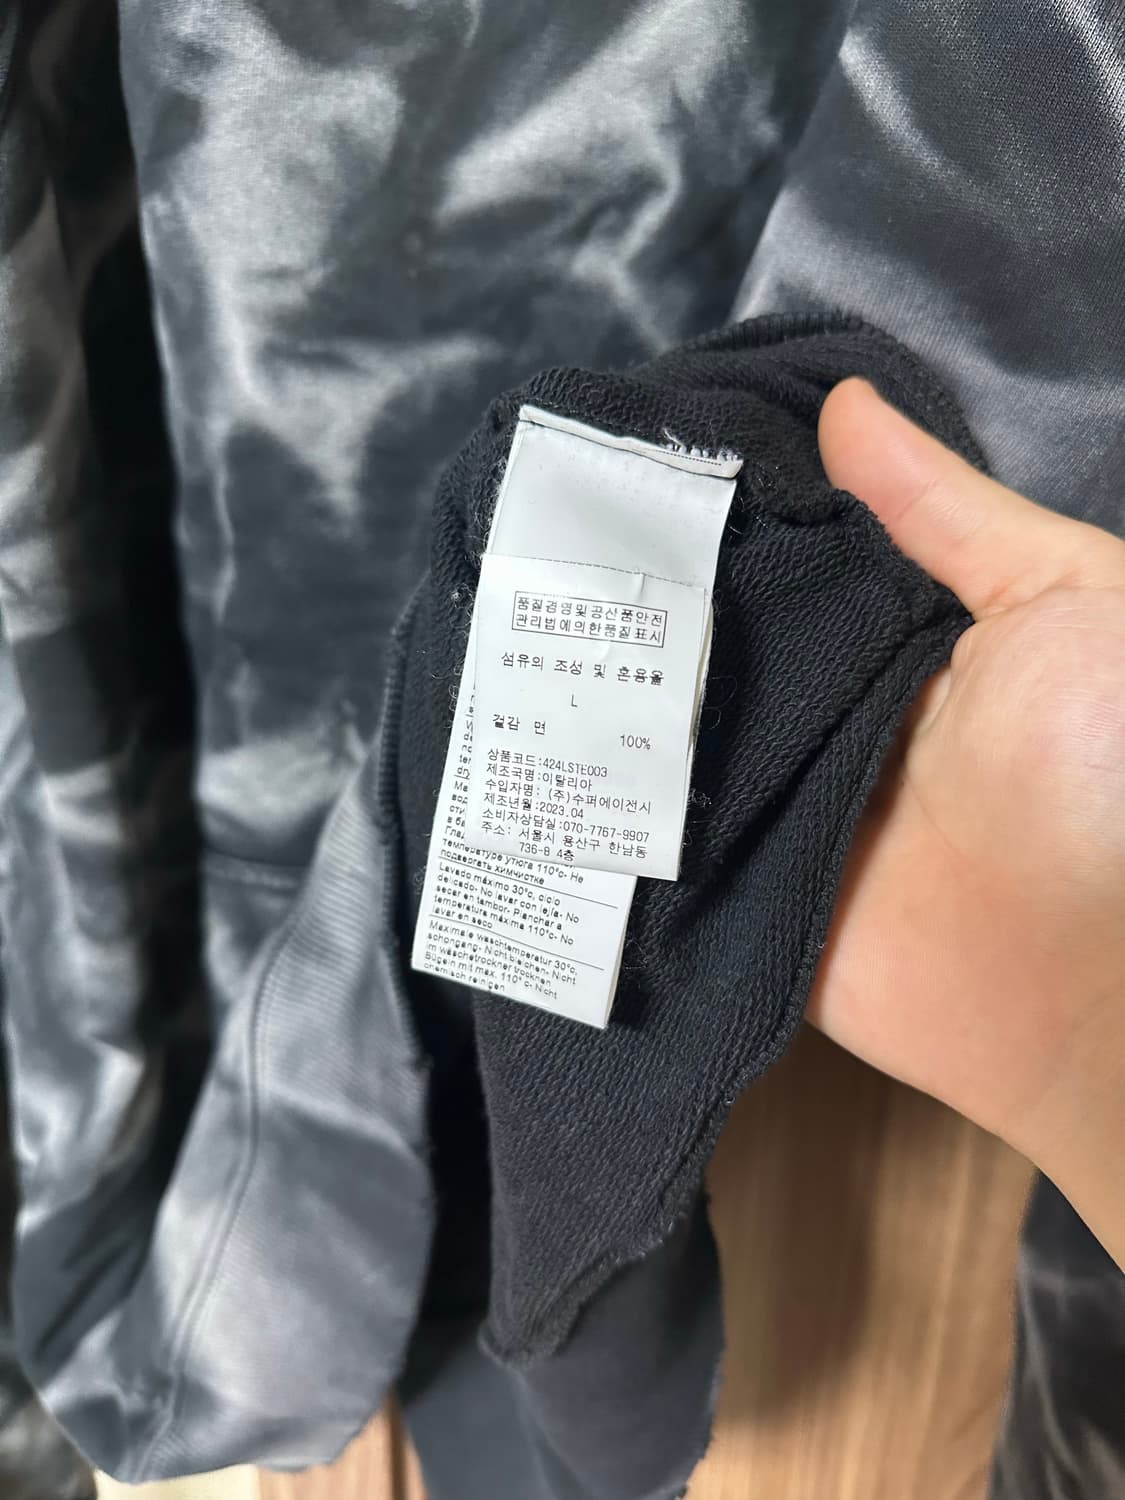 품질경영및공산품안전
관리법에의한품질표시
섬유의 조성 및 혼용율
L
겉감 면 100%
상품코드:424LSTE003
제조국명:이탈리아
수입자명: (주)수퍼에이전시
제조년월:2023.04
소비자상담실:070-7767-9907
주소: 서울시 용산구 한남동
736-8 4층
температуре утюга 110°c- Не
подвергать химчистке
Lavado máximo 30°c, ciclo
delicado- No lavar con lejía- No
secar en tambor- Planchar a
temperatura máxima 110°c- No
lavar en seco
Maximale waschtemperatur 30°c,
schongang- Nicht bleichen- Nicht
im wäschetrockner trocknen
Bügeln mit max. 110° c- Nicht
chemisch reinigen